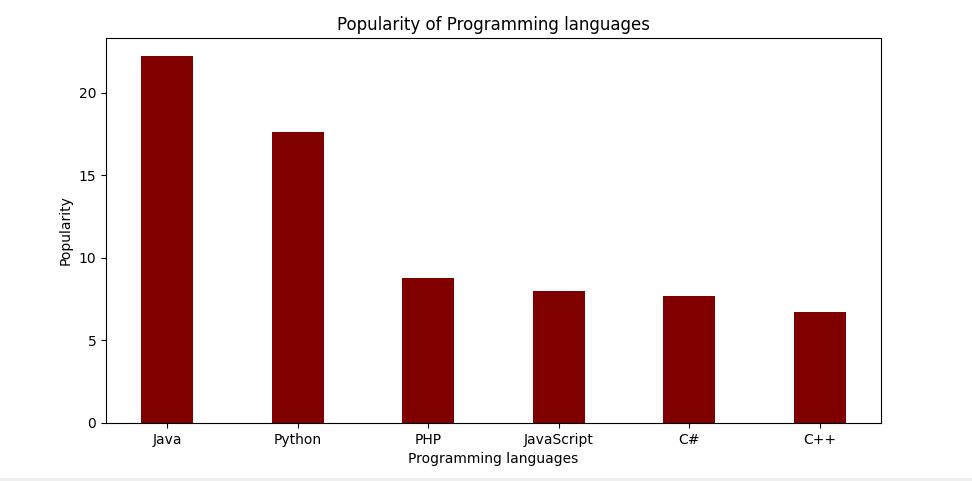 Popularity of Programming languages
20
15
10
5
0
Popularity
Java Python PHP JavaScript C# C++
Programming languages